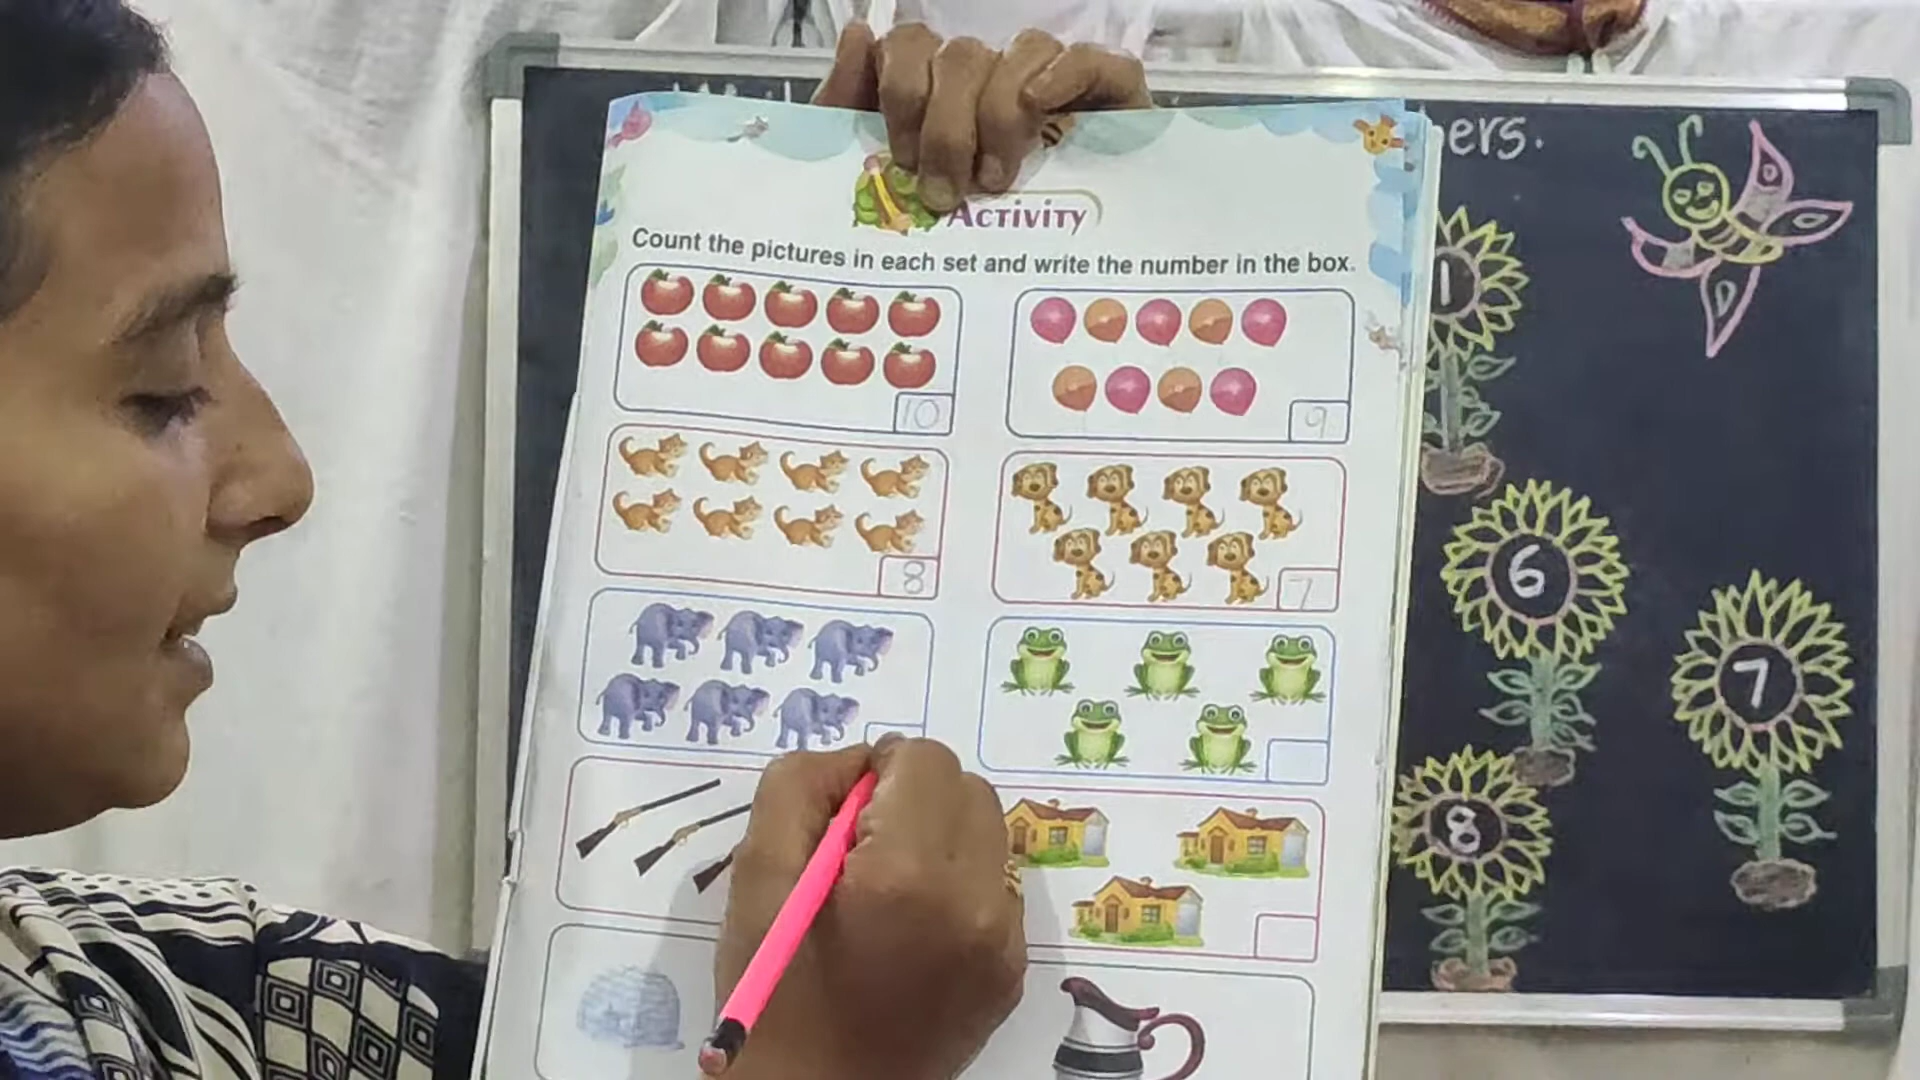 ers.
Activity
Count the pictures in each set and write the number in the box.
10
9
8
7
1
6
7
8